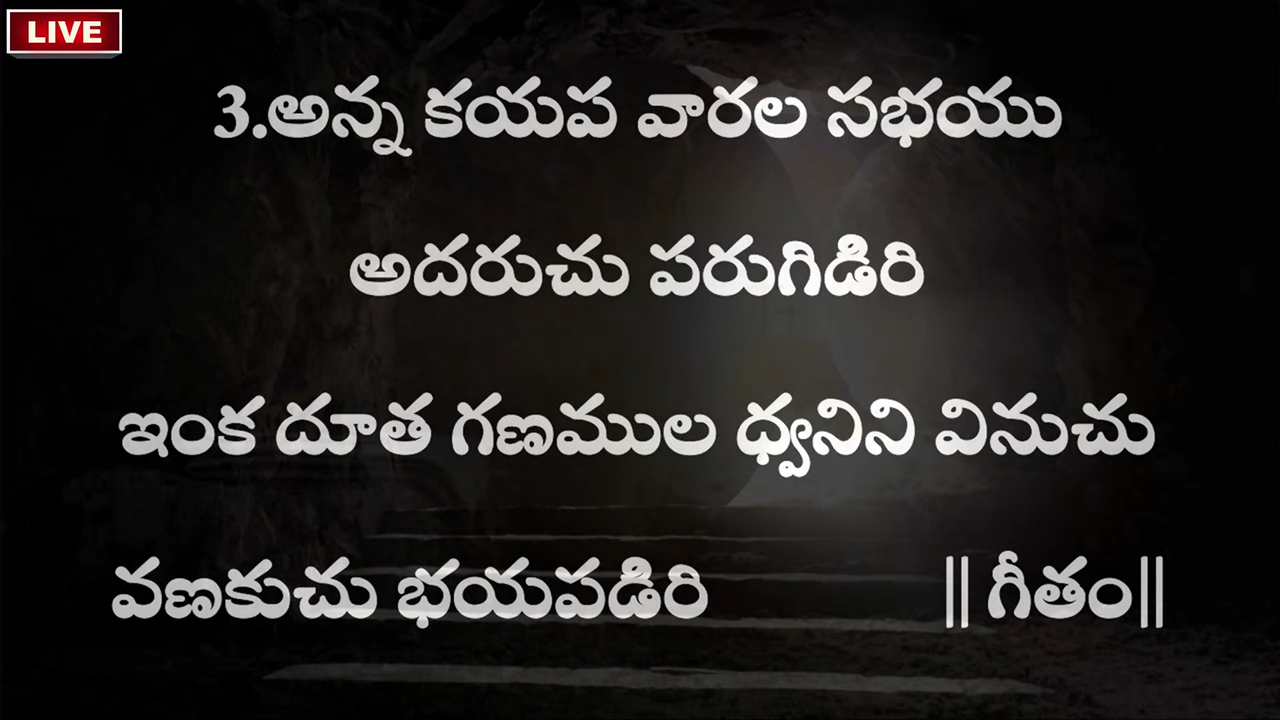 LIVE
3.అన్న కయప వారల సభయు
అదరుచు పరుగిడిరి
ఇంక దూత గణముల ధ్వనిని వినుచు
వణకుచు భయపడిరి || గీతం||